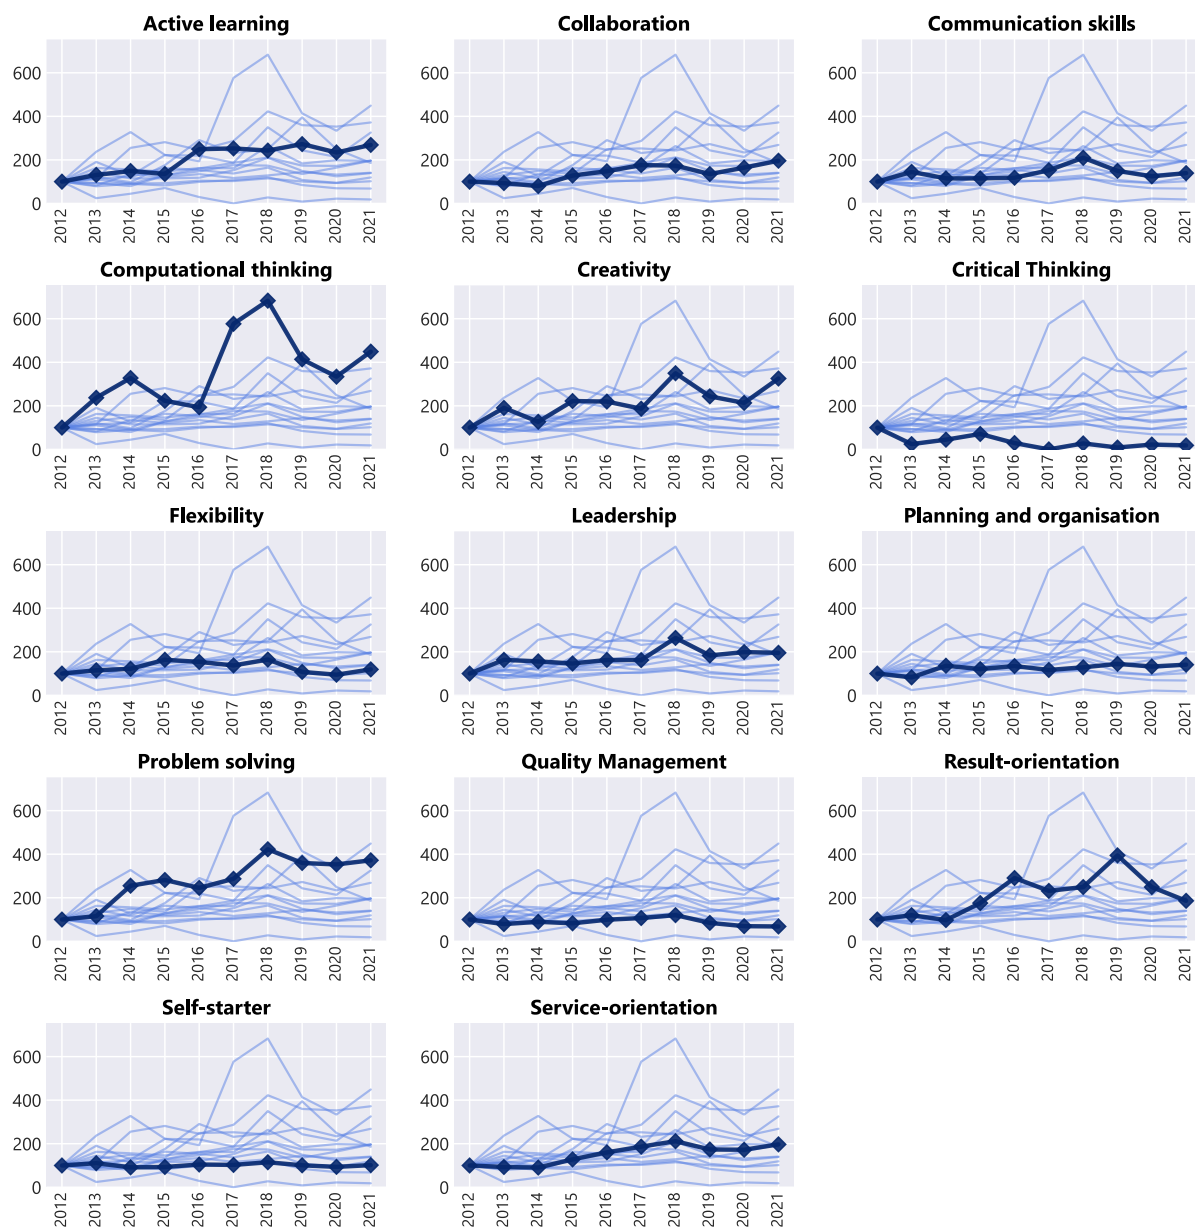 Active learning
Collaboration
Communication skills
600
400
200
0
2012 2013 2014 2015 2016 2017 2018 2019 2020 2021
600
400
200
0
2012 2013 2014 2015 2016 2017 2018 2019 2020 2021
600
400
200
0
2012 2013 2014 2015 2016 2017 2018 2019 2020 2021
Computational thinking
Creativity
Critical Thinking
600
400
200
0
2012 2013 2014 2015 2016 2017 2018 2019 2020 2021
600
400
200
0
2012 2013 2014 2015 2016 2017 2018 2019 2020 2021
600
400
200
0
2012 2013 2014 2015 2016 2017 2018 2019 2020 2021
Flexibility
Leadership
Planning and organisation
600
400
200
0
2012 2013 2014 2015 2016 2017 2018 2019 2020 2021
600
400
200
0
2012 2013 2014 2015 2016 2017 2018 2019 2020 2021
600
400
200
0
2012 2013 2014 2015 2016 2017 2018 2019 2020 2021
Problem solving
Quality Management
Result-orientation
600
400
200
0
2012 2013 2014 2015 2016 2017 2018 2019 2020 2021
600
400
200
0
2012 2013 2014 2015 2016 2017 2018 2019 2020 2021
600
400
200
0
2012 2013 2014 2015 2016 2017 2018 2019 2020 2021
Self-starter
Service-orientation
600
400
200
0
2012 2013 2014 2015 2016 2017 2018 2019 2020 2021
600
400
200
0
2012 2013 2014 2015 2016 2017 2018 2019 2020 2021